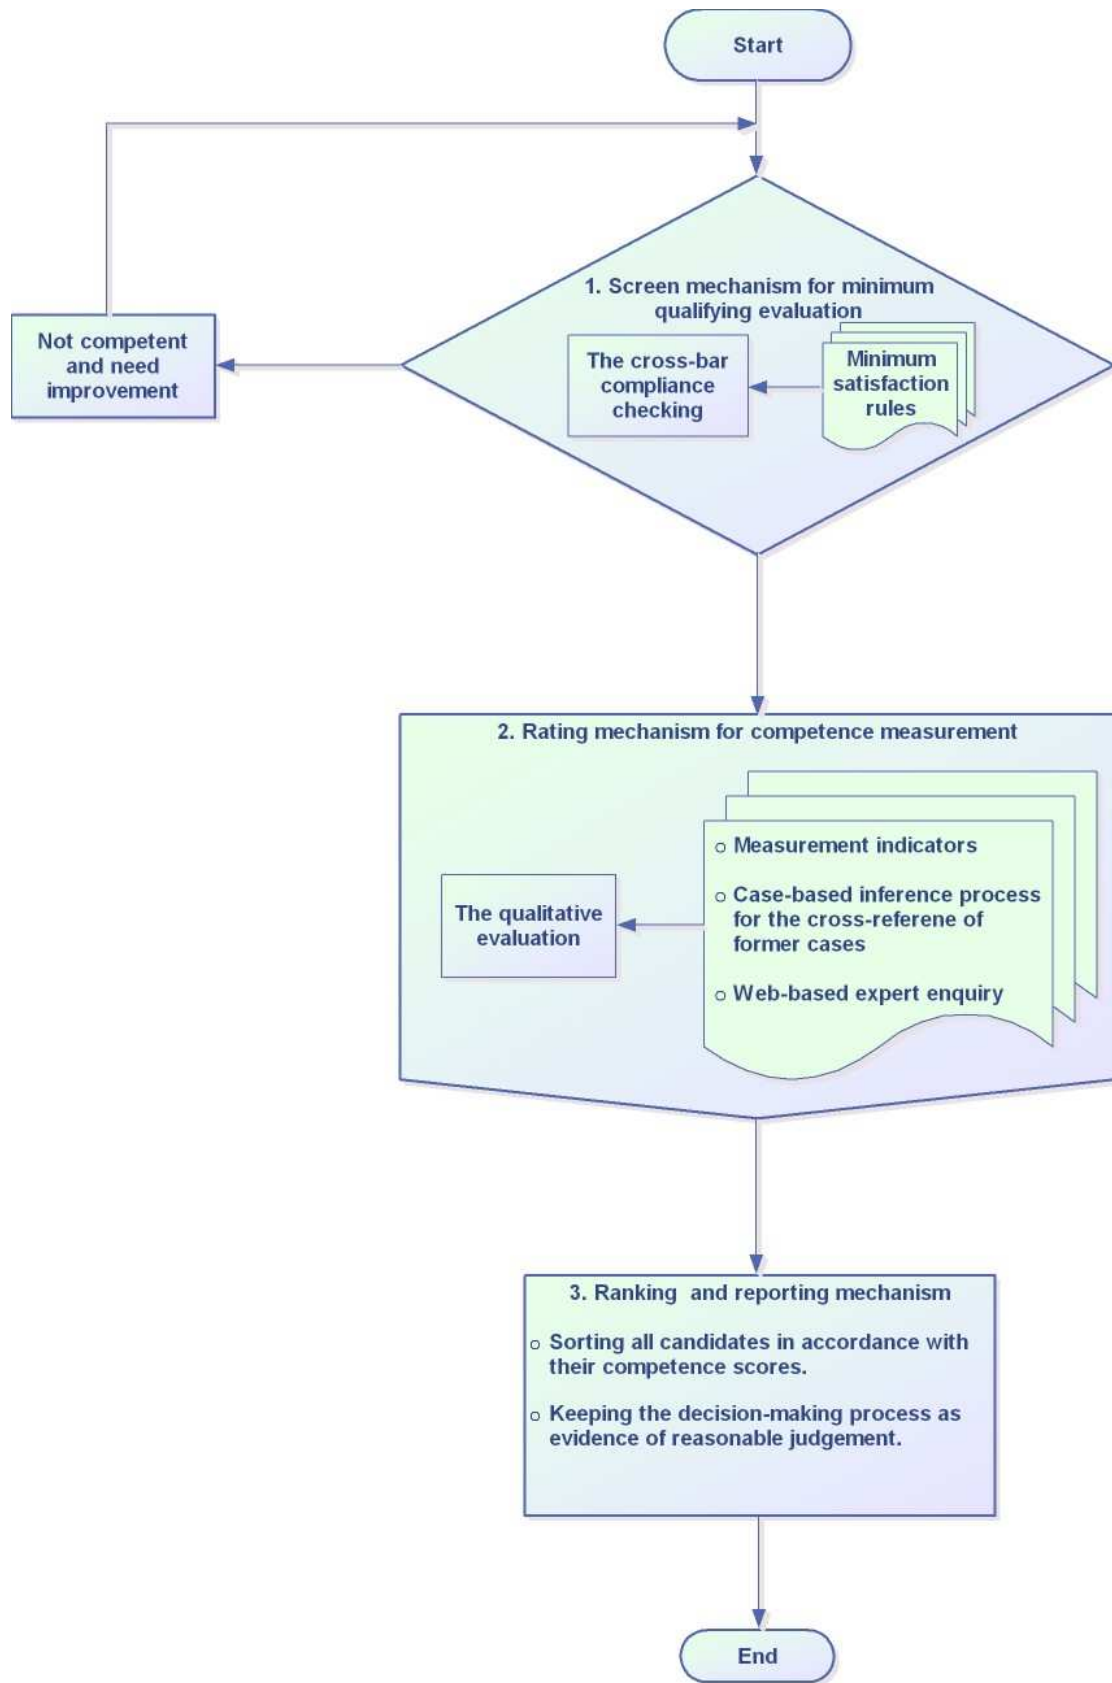 Start
1. Screen mechanism for minimum
qualifying evaluation
Not competent
and need
improvement
The cross-bar
compliance
checking
Minimum
satisfaction
rules
2. Rating mechanism for competence measurement
The qualitative
evaluation
Measurement indicators
Case-based inference process
for the cross-referene of
former cases
Web-based expert enquiry
3. Ranking and reporting mechanism
Sorting all candidates in accordance with
their competence scores.
Keeping the decision-making process as
evidence of reasonable judgement.
End